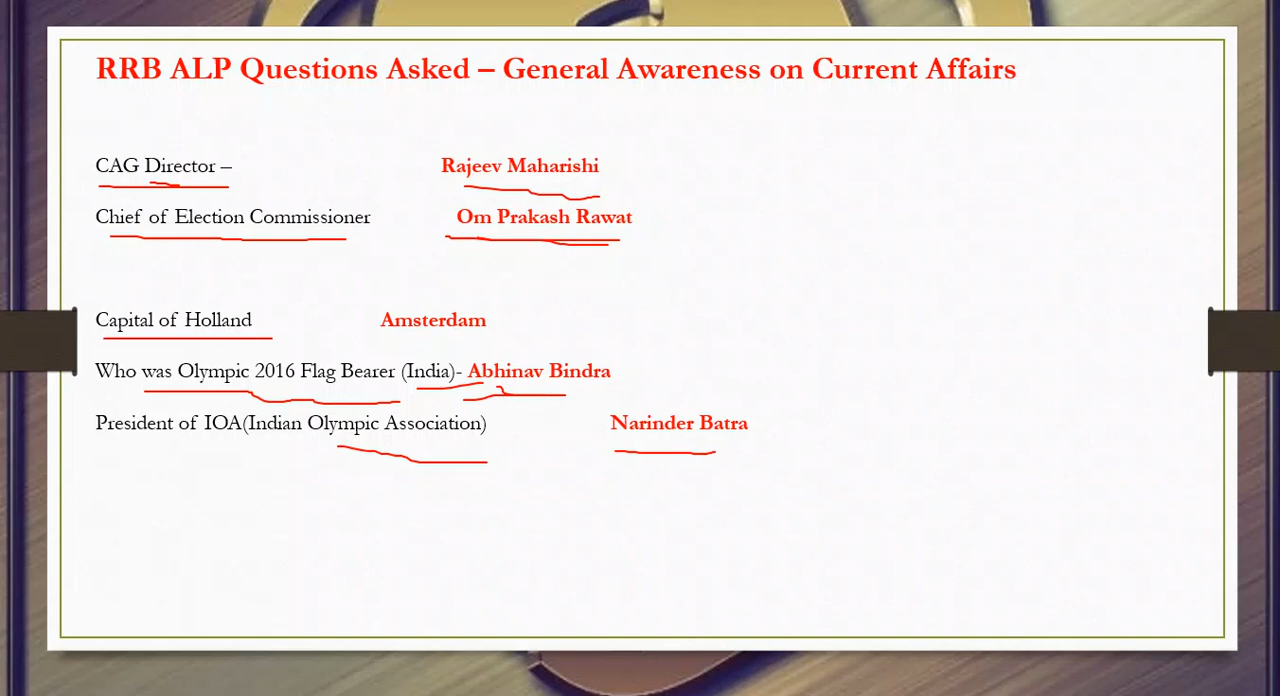 RRB ALP Questions Asked – General Awareness on Current Affairs
CAG Director – Rajeev Maharishi
Chief of Election Commissioner Om Prakash Rawat
Capital of Holland Amsterdam
Who was Olympic 2016 Flag Bearer (India)- Abhinav Bindra
President of IOA(Indian Olympic Association) Narinder Batra